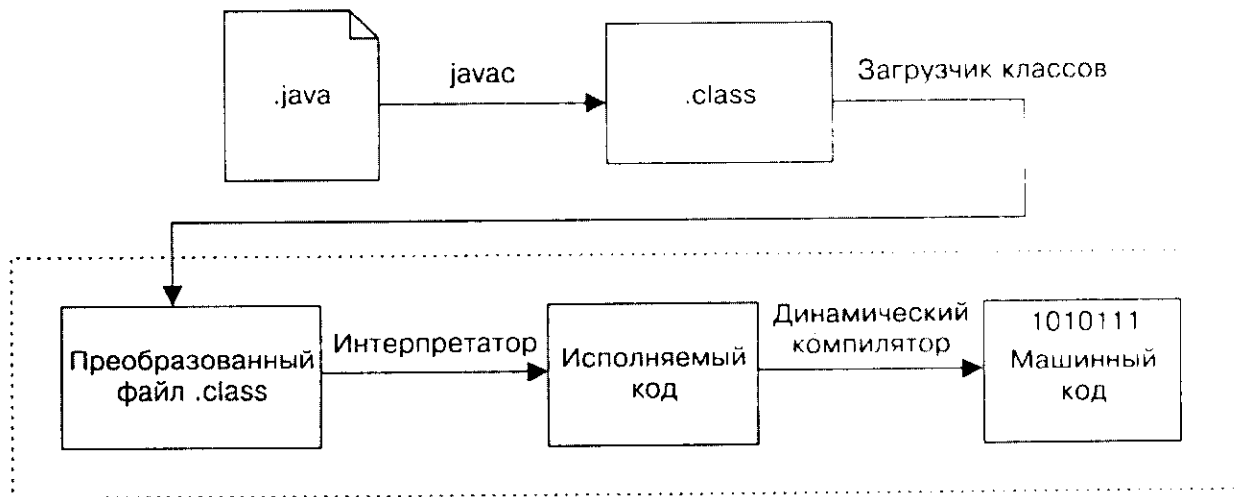 .java
javac
.class
Загрузчик классов
Преобразованный
файл .class
Интерпретатор
Исполняемый
код
Динамический
компилятор
1010111
Машинный
код